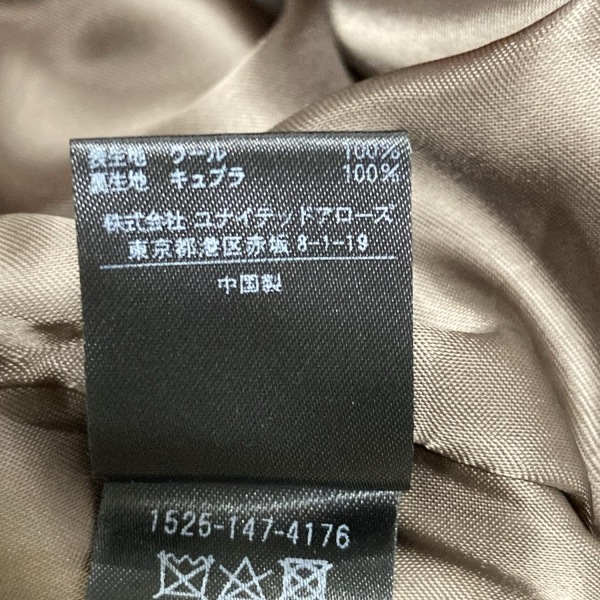 表生地 ウール 100%
裏生地 キュプラ 100%
株式会社 ユナイテッドアローズ
東京都港区赤坂 8-1-19
中国製
1525-147-4176